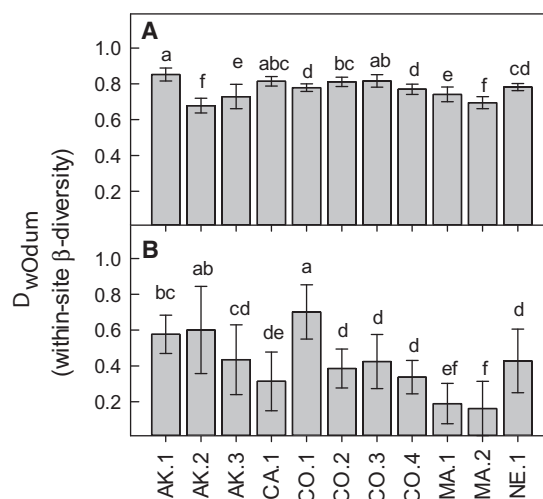 A
a
f
e
abc
d
bc
ab
d
e
f
cd
1.0
0.8
0.6
0.4
0.2
B
bc
ab
cd
de
a
d
d
d
ef
f
d
1.0
0.8
0.6
0.4
0.2
DwOdum
(within-site β-diversity)
AK.1
AK.2
AK.3
CA.1
CO.1
CO.2
CO.3
CO.4
MA.1
MA.2
NE.1